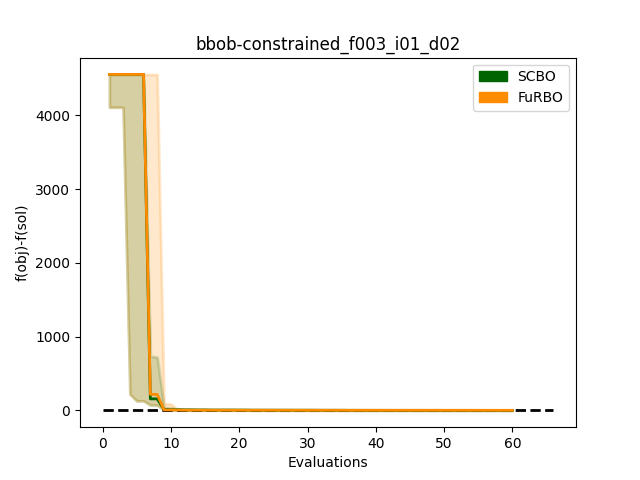 bbob-constrained_f003_i01_d02
SCBO
FuRBO
f(obj)-f(sol)
4000
3000
2000
1000
0
0 10 20 30 40 50 60
Evaluations